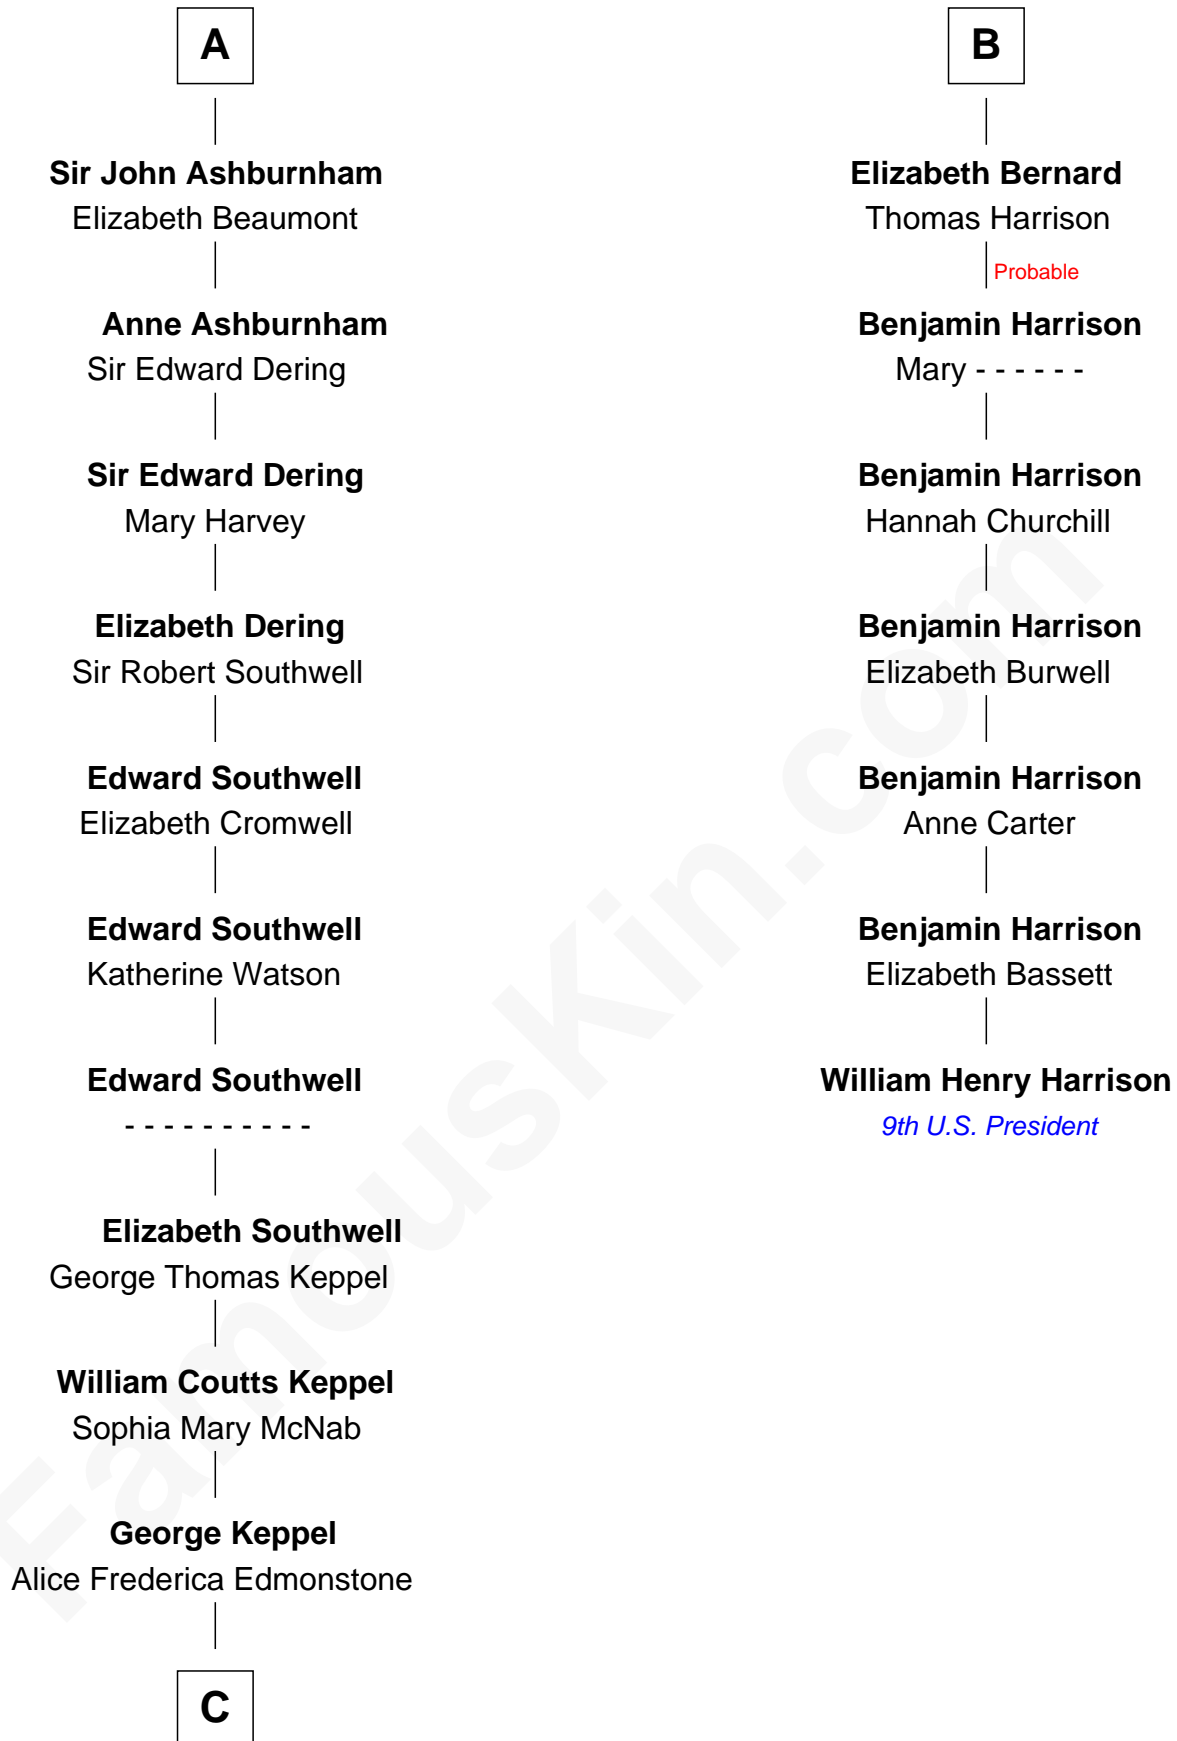 A
Sir John Ashburnham
Elizabeth Beaumont
Anne Ashburnham
Sir Edward Dering
Sir Edward Dering
Mary Harvey
Elizabeth Dering
Sir Robert Southwell
Edward Southwell
Elizabeth Cromwell
Edward Southwell
Katherine Watson
Edward Southwell
- - - - - - - - - -
Elizabeth Southwell
George Thomas Keppel
William Coutts Keppel
Sophia Mary McNab
George Keppel
Alice Frederica Edmonstone
C
B
Elizabeth Bernard
Thomas Harrison
Probable
Benjamin Harrison
Mary - - - - - -
Benjamin Harrison
Hannah Churchill
Benjamin Harrison
Elizabeth Burwell
Benjamin Harrison
Anne Carter
Benjamin Harrison
Elizabeth Bassett
William Henry Harrison
9th U.S. President
FamousKin.com